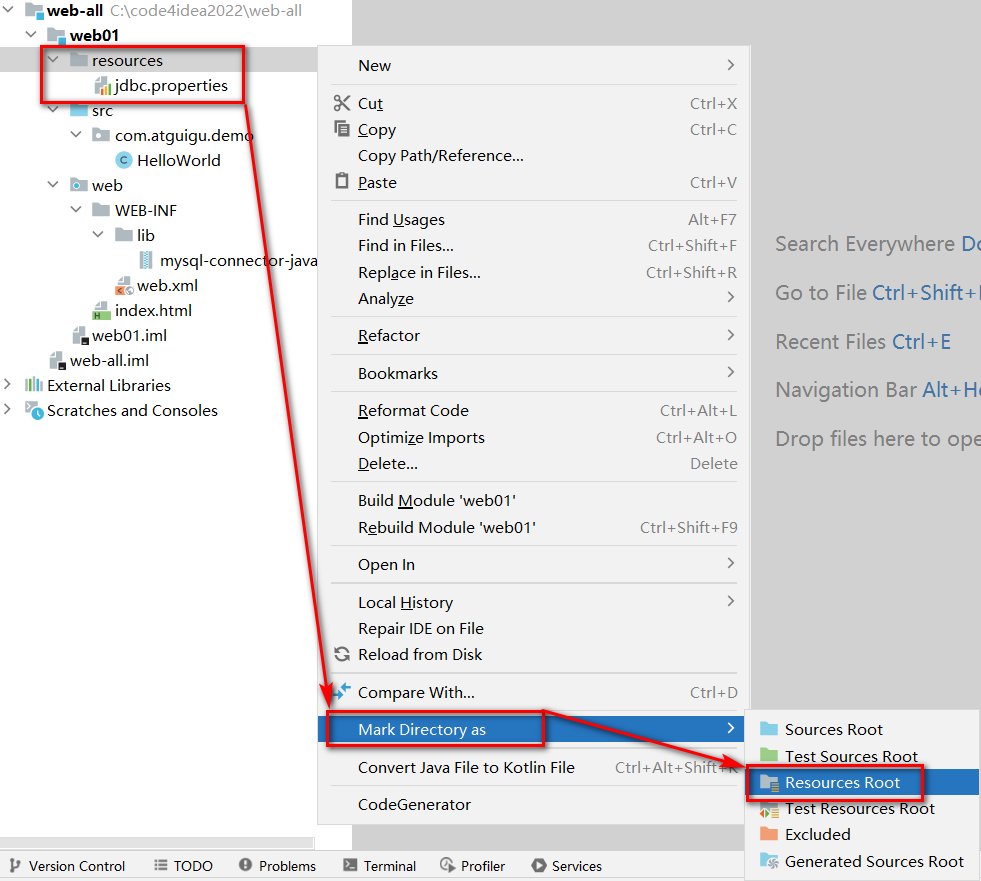 web-all C:\code4idea2022\web-all
web01
resources
jdbc.properties
src
com.atguigu.demo
HelloWorld
web
WEB-INF
lib
mysql-connector-java
web.xml
index.html
web01.iml
web-all.iml
External Libraries
Scratches and Consoles
New
Cut Ctrl+X
Copy Ctrl+C
Copy Path/Reference...
Paste Ctrl+V
Find Usages Alt+F7
Find in Files... Ctrl+Shift+F
Replace in Files... Ctrl+Shift+R
Analyze
Refactor
Bookmarks
Reformat Code Ctrl+Alt+L
Optimize Imports Ctrl+Alt+O
Delete... Delete
Build Module 'web01'
Rebuild Module 'web01' Ctrl+Shift+F9
Open In
Local History
Repair IDE on File
Reload from Disk
Compare With... Ctrl+D
Mark Directory as
Convert Java File to Kotlin File Ctrl+Alt+Shift+K
CodeGenerator
Sources Root
Test Sources Root
Resources Root
Test Resources Root
Excluded
Generated Sources Root
Search Everywhere
Go to File Ctrl+Shift+
Recent Files Ctrl+E
Navigation Bar Alt+
Drop files here to
Version Control TODO Problems Terminal Profiler Services